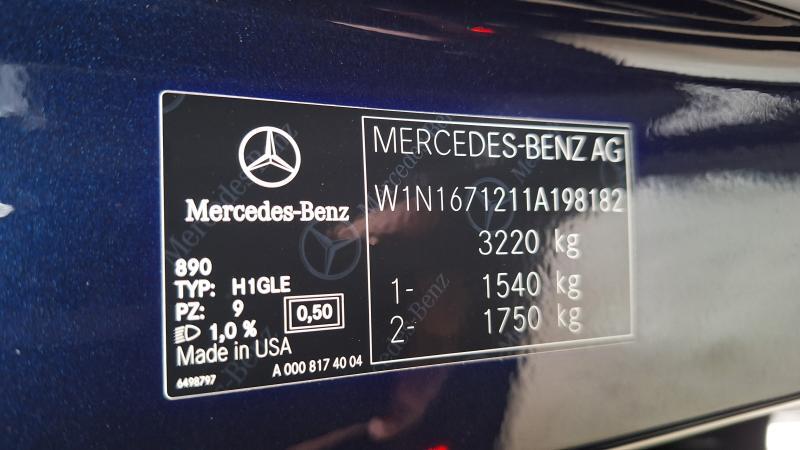 Mercedes-Benz
890
TYP: H1GLE
PZ: 9
0,50
1,0 %
Made in USA
6498797
A 000 817 40 04
MERCEDES-BENZ AG
W1N1671211A198182
3220 kg
1- 1540 kg
2- 1750 kg